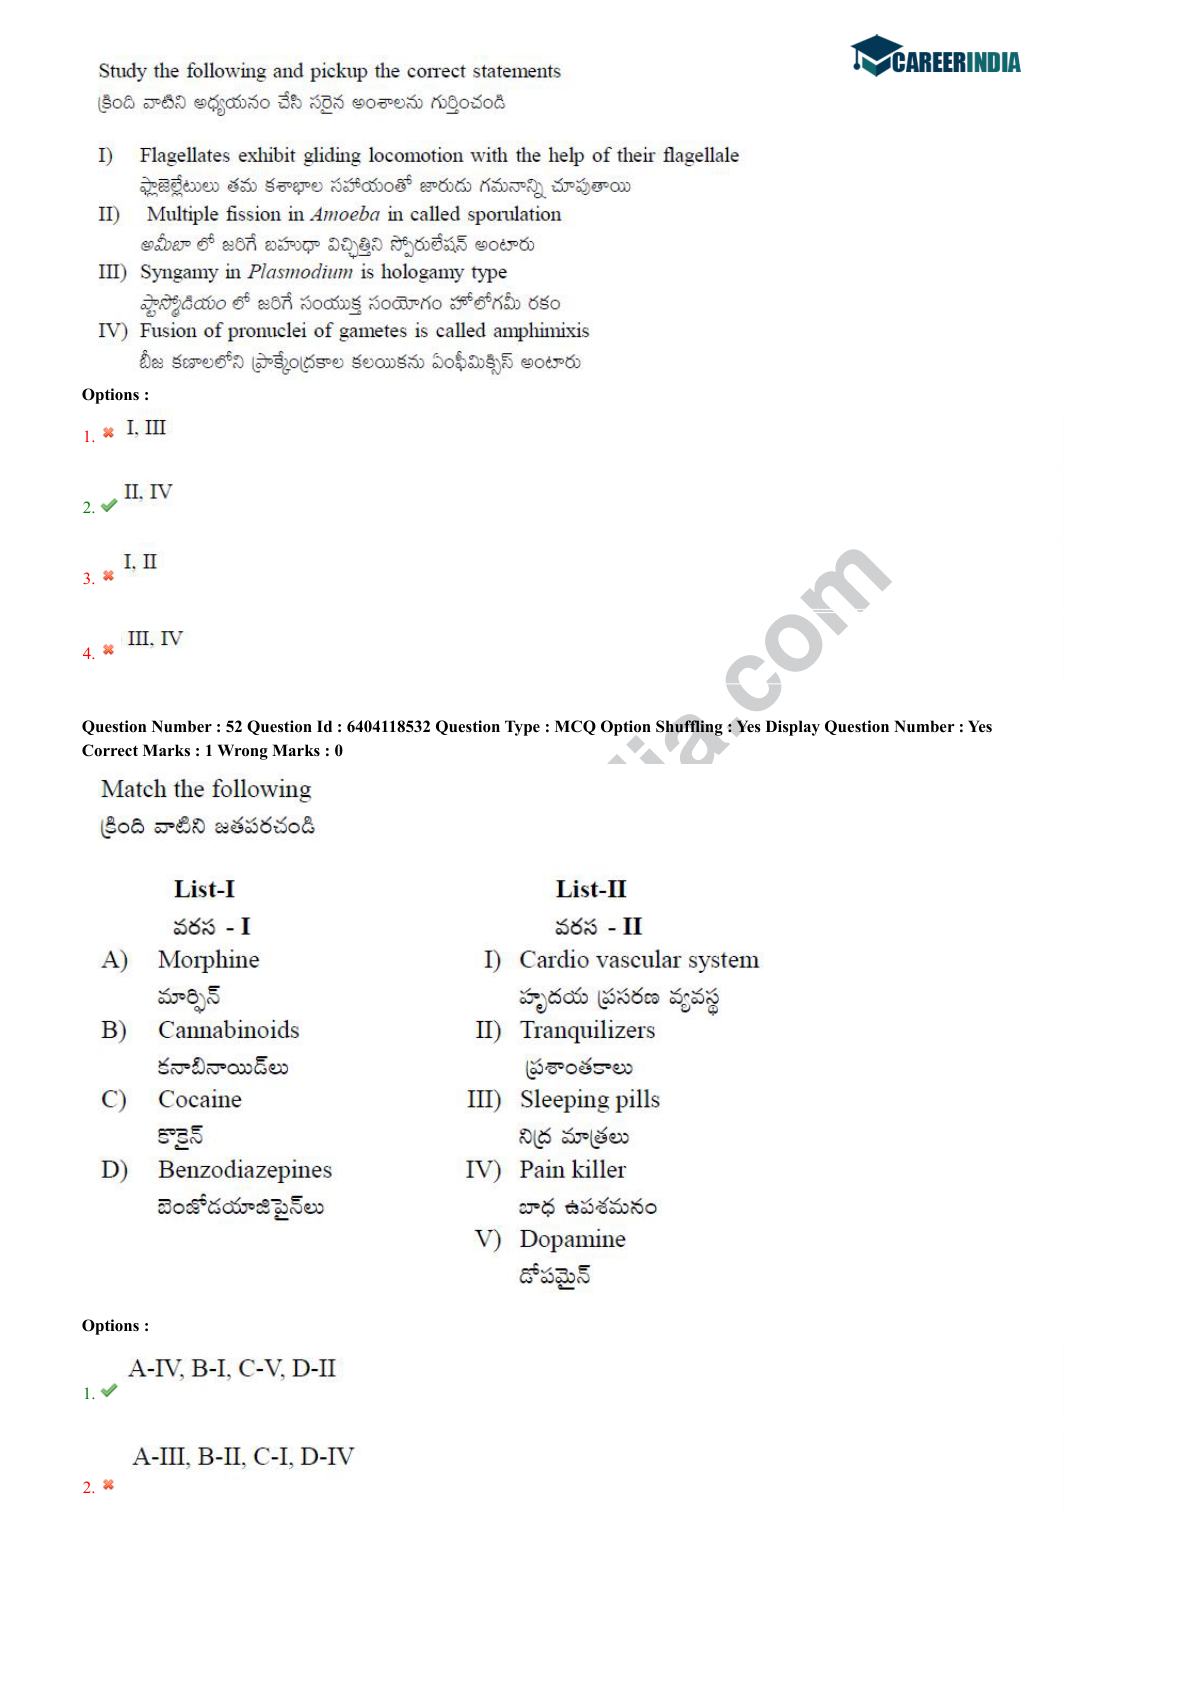 CAREERINDIA
Study the following and pickup the correct statements
క్రింది వాటిని అధ్యయనం చేసి సరైన అంశాలను గుర్తించండి
I) Flagellates exhibit gliding locomotion with the help of their flagellale
ఫ్లాజెల్లేటులు తమ కశాభాల సహాయంతో జారుడు గమనాన్ని చూపుతాయి
II) Multiple fission in Amoeba in called sporulation
అమీబా లో జరిగే బహుధా విచ్ఛిత్తిని స్పోరులేషన్ అంటారు
III) Syngamy in Plasmodium is hologamy type
ప్లాస్మోడియం లో జరిగే సంయుక్త సంయోగం హోలోగమీ రకం
IV) Fusion of pronuclei of gametes is called amphimixis
బీజ కణాలలోని ప్రాక్కేంద్రకాల కలయికను ఏంఫీమిక్సిస్ అంటారు
Options :
1. I, III
2. II, IV
3. I, II
4. III, IV
Question Number : 52 Question Id : 6404118532 Question Type : MCQ Option Shuffling : Yes Display Question Number : Yes
Correct Marks : 1 Wrong Marks : 0
Match the following
క్రింది వాటిని జతపరచండి
List-I List-II
వరస - I వరస - II
A) Morphine I) Cardio vascular system
మార్ఫిన్ హృదయ ప్రసరణ వ్యవస్థ
B) Cannabinoids II) Tranquilizers
కనాబినాయిడ్‌లు ప్రశాంతకాలు
C) Cocaine III) Sleeping pills
కొకైన్ నిద్ర మాత్రలు
D) Benzodiazepines IV) Pain killer
బెంజోడయాజిపైన్‌లు బాధ ఉపశమనం
V) Dopamine
డోపమైన్
Options :
1. A-IV, B-I, C-V, D-II
2. A-III, B-II, C-I, D-IV